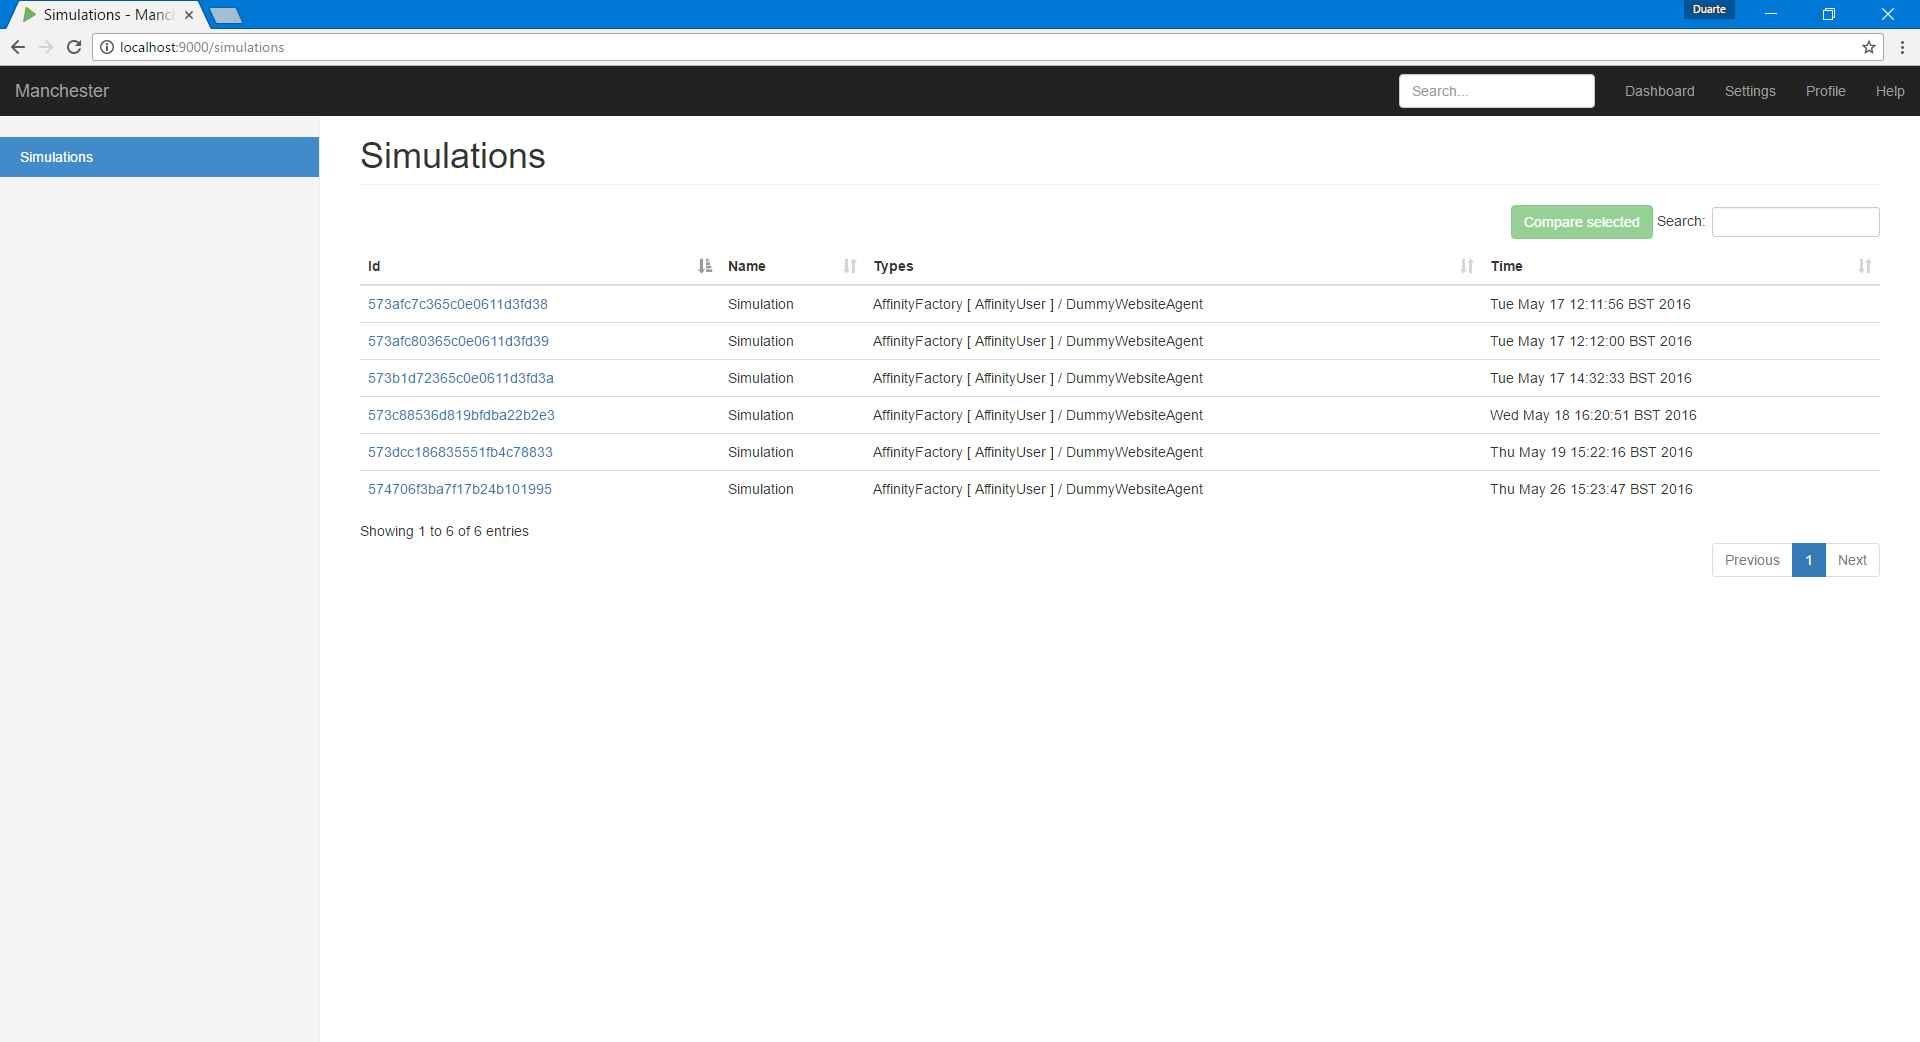 Simulations - Manc
Duarte
localhost:9000/simulations
Manchester
Search...
Dashboard
Settings
Profile
Help
Simulations
Simulations
Compare selected Search:
Id Name Types Time
573afc7c365c0e0611d3fd38 Simulation AffinityFactory [ AffinityUser ] / DummyWebsiteAgent Tue May 17 12:11:56 BST 2016
573afc80365c0e0611d3fd39 Simulation AffinityFactory [ AffinityUser ] / DummyWebsiteAgent Tue May 17 12:12:00 BST 2016
573b1d72365c0e0611d3fd3a Simulation AffinityFactory [ AffinityUser ] / DummyWebsiteAgent Tue May 17 14:32:33 BST 2016
573c88536d819bfdba22b2e3 Simulation AffinityFactory [ AffinityUser ] / DummyWebsiteAgent Wed May 18 16:20:51 BST 2016
573dcc186835551fb4c78833 Simulation AffinityFactory [ AffinityUser ] / DummyWebsiteAgent Thu May 19 15:22:16 BST 2016
574706f3ba7f17b24b101995 Simulation AffinityFactory [ AffinityUser ] / DummyWebsiteAgent Thu May 26 15:23:47 BST 2016
Showing 1 to 6 of 6 entries
Previous 1 Next